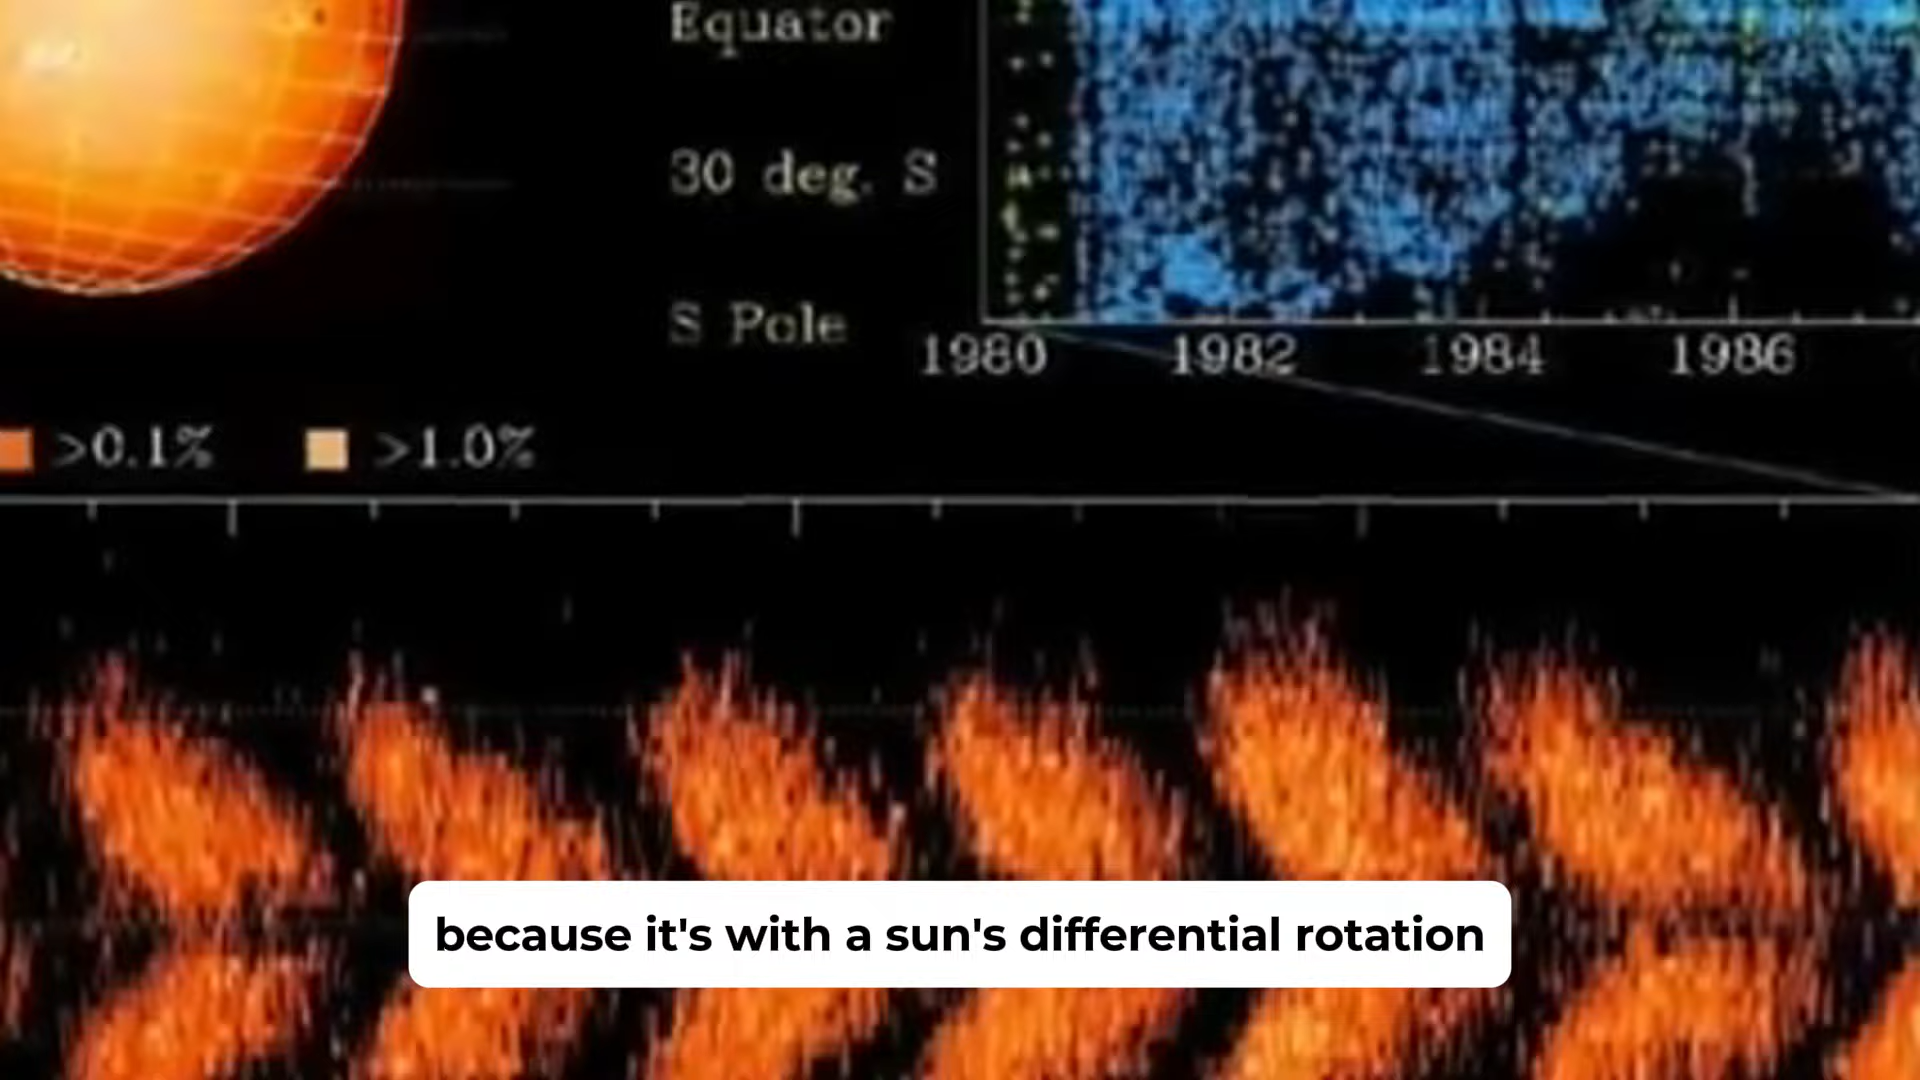 Equator
30 deg. S
S Pole
1980 1982 1984 1986
>0.1% >1.0%
because it's with a sun's differential rotation